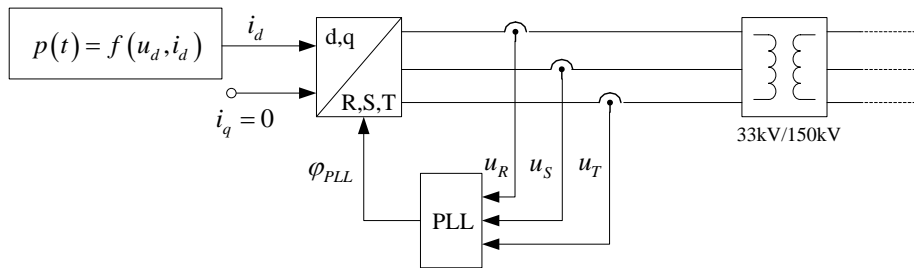 p(t) = f(u_d, i_d)
i_d
d,q
R,S,T
i_q = 0
33kV/150kV
φ_PLL
u_R
u_S
u_T
PLL